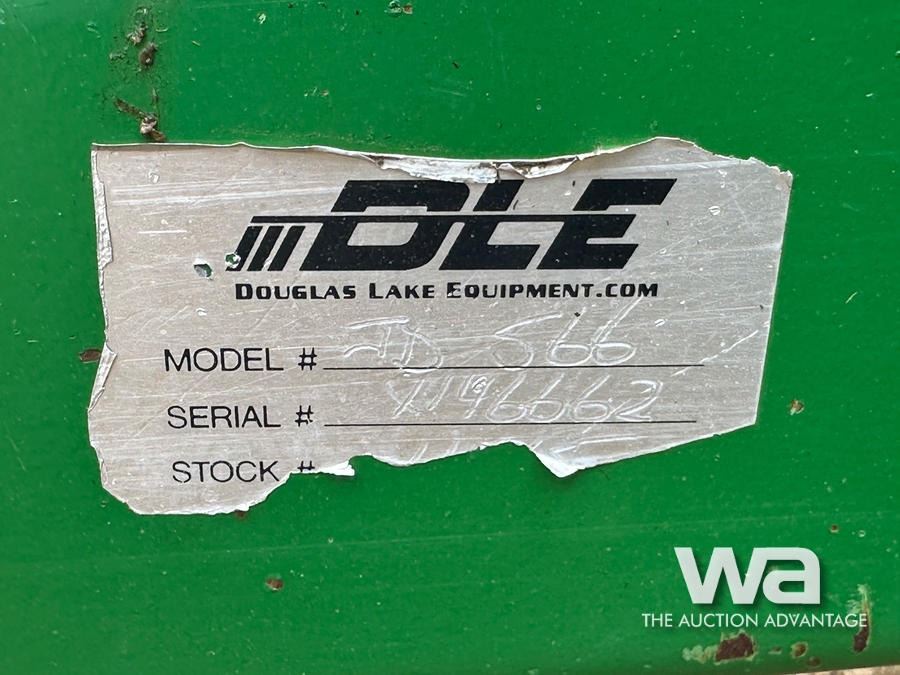 DLE
DOUGLAS LAKE EQUIPMENT.COM
MODEL # JD 566
SERIAL #
STOCK #
wa
THE AUCTION ADVANTAGE